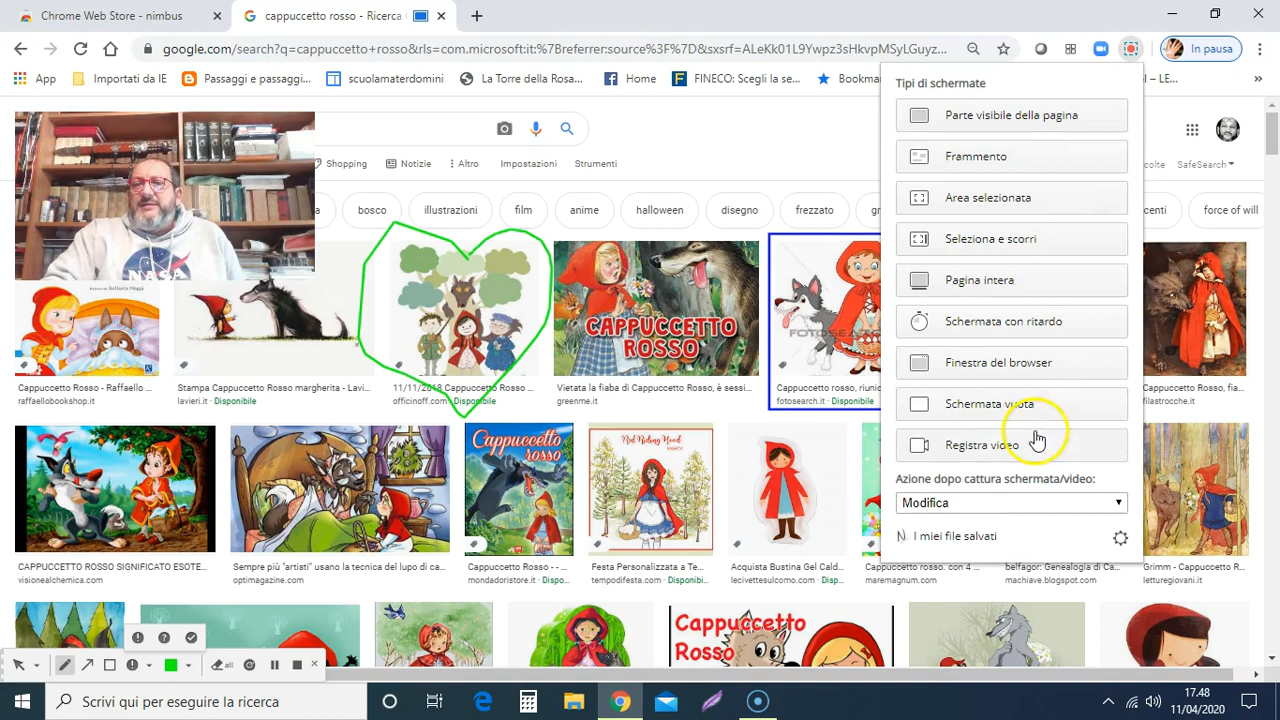 Chrome Web Store - nimbus
cappuccetto rosso - Ricerca
google.com/search?q=cappuccetto+rosso&rls=com.microsoft:it:%7Breferrer:source%3F%7D&sxsrf=ALeKk01L9Ywpz3sHkvpMSyLGuyz...
In pausa
App
Importati da IE
Passaggi e passaggi...
scuolamaterdomini
La Torre della Rosa...
Home
FINECO: Scegli la se...
Bookma
– LE...
Tipi di schermate
Parte visibile della pagina
Frammento
Area selezionata
Seleziona e scorri
Pagina intera
Schermata con ritardo
Finestra del browser
Schermata vuota
Registra video
Azione dopo cattura schermata/video:
Modifica
I miei file salvati
Shopping
Notizie
Altro
Impostazioni
Strumenti
colte
SafeSearch
bosco
illustrazioni
film
anime
halloween
disegno
frezzato
centi
force of will
NASA
Raffaello Maggi
CAPPUCCETTO
ROSSO
FOTOSEA
Cappuccetto Rosso - Raffaello ...
raffaellobookshop.it
Stampa Cappuccetto Rosso margherita - Lavi...
lavieri.it - Disponibile
11/11/2018 Cappuccetto Rosso ...
officinoff.com - Disponibile
Vietata la fiaba di Cappuccetto Rosso, è sessi...
greenme.it
Cappuccetto rosso, riunio
fotosearch.it - Disponibile
Cappuccetto Rosso, fia...
filastrocche.it
Cappuccetto
rosso
Red Riding Hood
CAPPUCCETTO ROSSO SIGNIFICATO ESOTE...
visionealchemica.com
Sempre più "artisti" usano la tecnica del lupo di ca...
optimagazine.com
Cappuccetto Rosso - - ...
mondadoristore.it - Dispo...
Festa Personalizzata a Te...
tempodifesta.com - Disponibi...
Acquista Bustina Gel Cald...
lecivettesulcomo.com - Disp...
Cappuccetto rosso. con 4 ...
maremagnum.com
belfagor: Genealogia di Ca...
machiave.blogspot.com
Grimm - Cappuccetto R...
letturegiovani.it
Cappuccetto
Rosso
all
Scrivi qui per eseguire la ricerca
17.48
11/04/2020